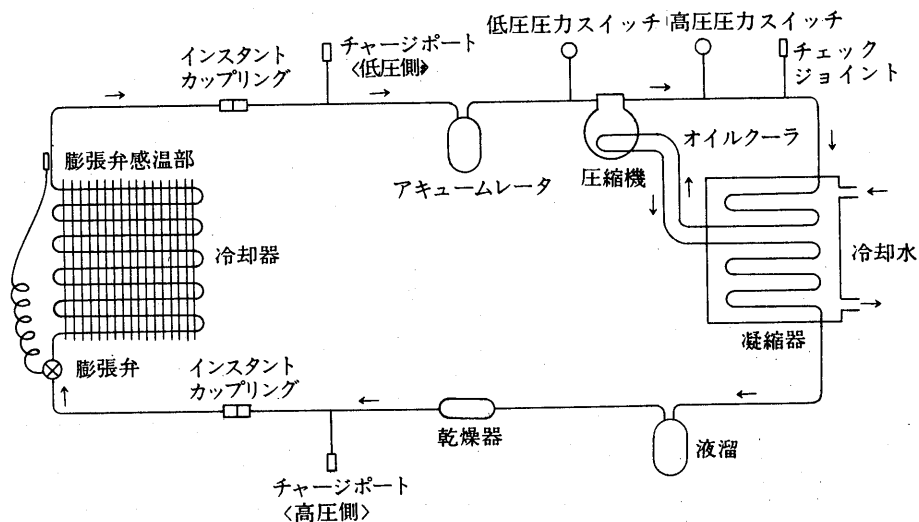 低圧圧力スイッチ
高圧圧力スイッチ
インスタント
カップリング
チャージポート
〈低圧側〉
チェック
ジョイント
膨張弁感温部
アキュームレータ
圧縮機
オイルクーラ
冷却器
冷却水
凝縮器
膨張弁
インスタント
カップリング
乾燥器
液溜
チャージポート
〈高圧側〉